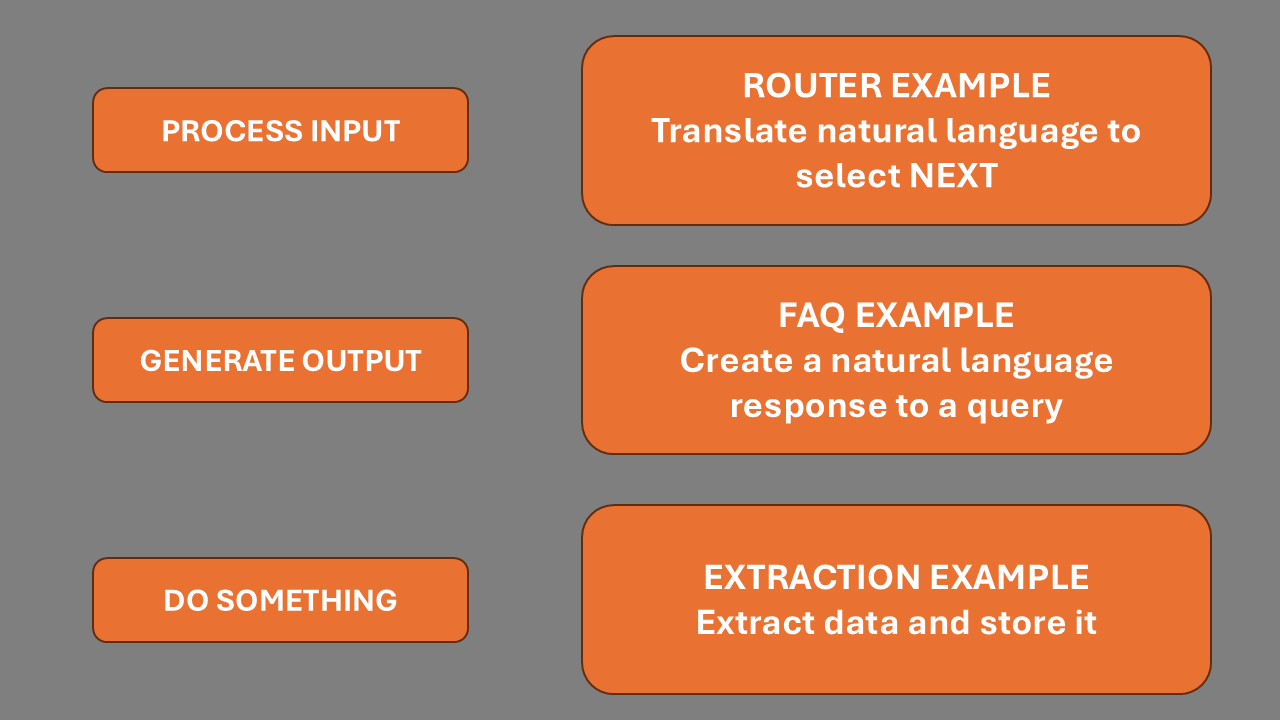 PROCESS INPUT
ROUTER EXAMPLE
Translate natural language to
select NEXT
GENERATE OUTPUT
FAQ EXAMPLE
Create a natural language
response to a query
DO SOMETHING
EXTRACTION EXAMPLE
Extract data and store it